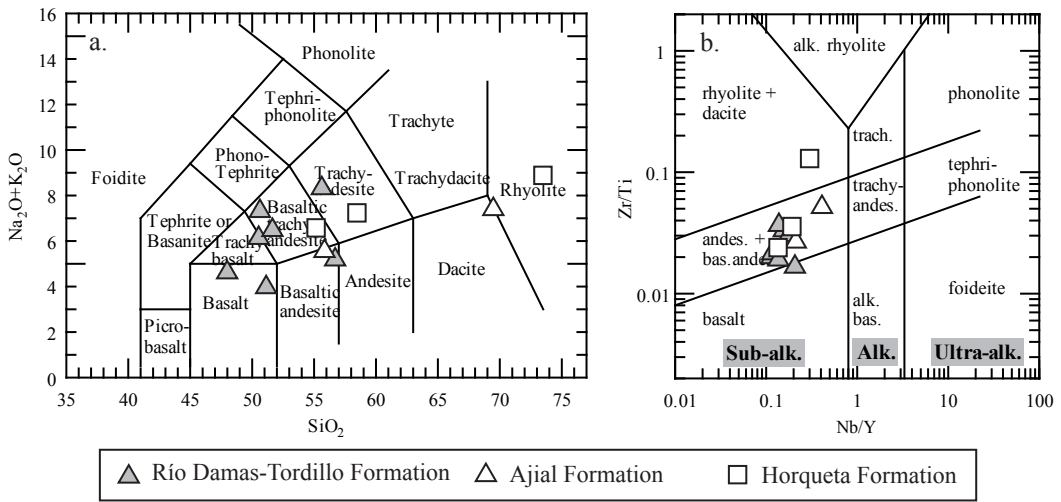 a.
16
14
12
10
8
6
4
2
0
Na2O+K2O
35
40
45
50
55
60
65
70
75
SiO2
Phonolite
Tephri-
phonolite
Trachyte
Phono-
Tephrite
Foidite
Trachy-
andesite
Trachydacite
Rhyolite
Tephrite or
Basanite
Basaltic
trachy-
andesite
Trachy-
basalt
Basalt
Basaltic
andesite
Andesite
Dacite
Picro-
basalt
b.
1
0.1
0.01
Zr/Ti
0.01
0.1
1
10
100
Nb/Y
alk. rhyolite
rhyolite +
dacite
phonolite
trach.
tephri-
phonolite
trachy-
andes.
andes. +
bas.andes.
foideite
basalt
alk.
bas.
Sub-alk.
Alk.
Ultra-alk.
Río Damas-Tordillo Formation
Ajial Formation
Horqueta Formation